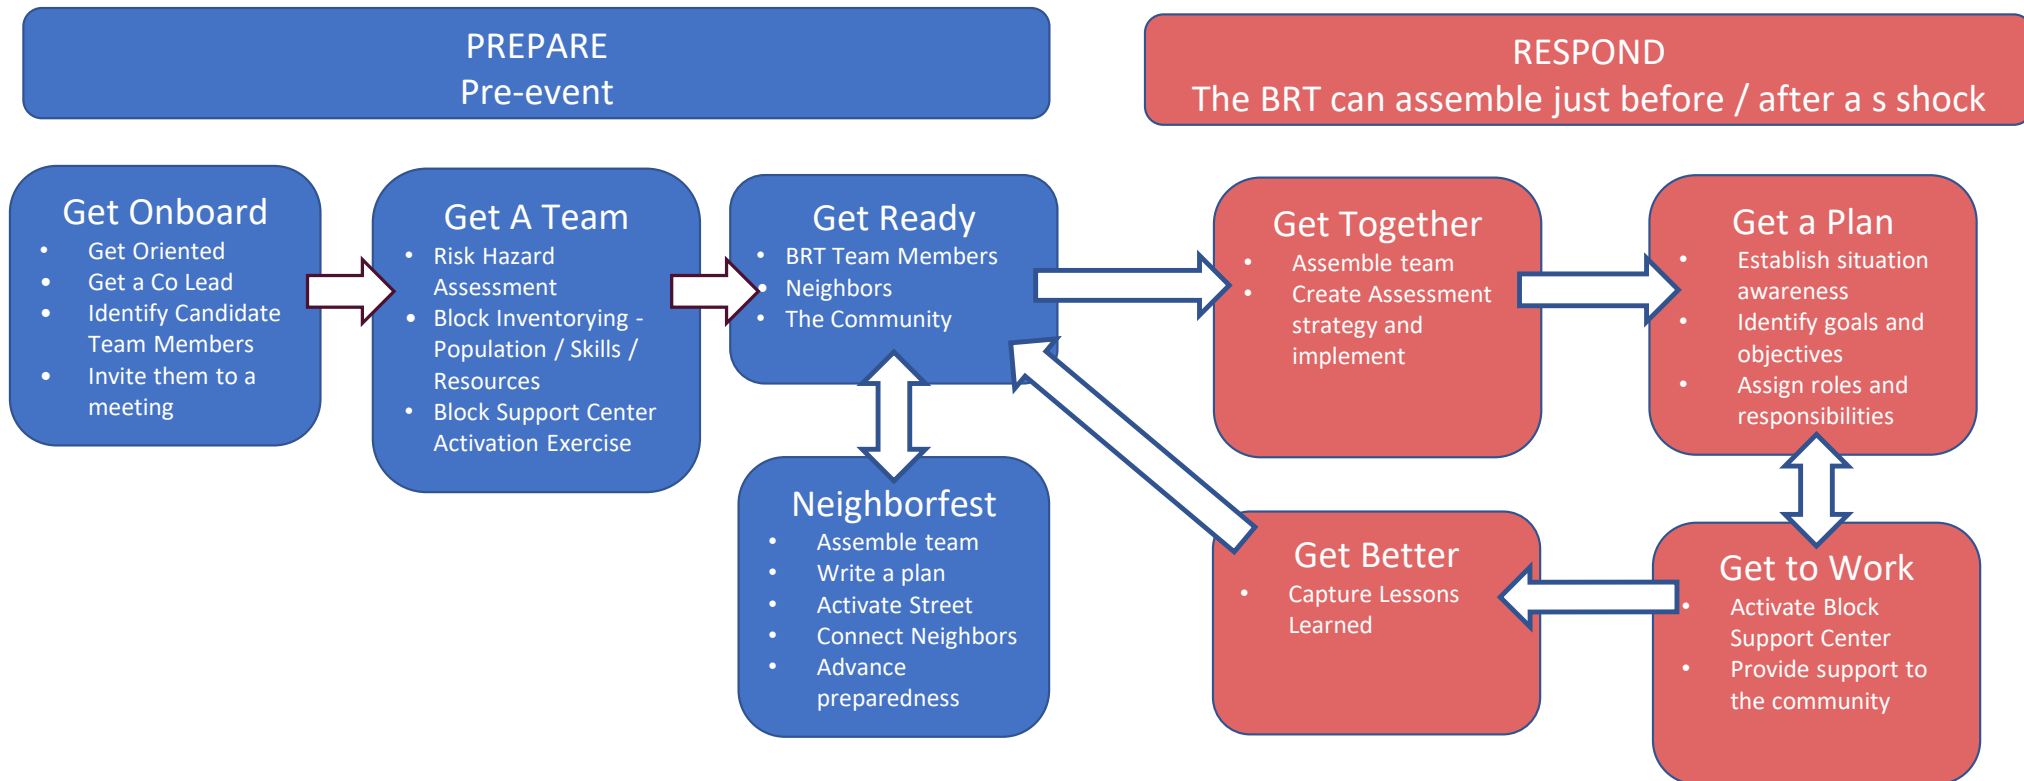 PREPARE
Pre-event
RESPOND
The BRT can assemble just before / after a s shock
Get Onboard
• Get Oriented
• Get a Co Lead
• Identify Candidate
Team Members
• Invite them to a
meeting
Get A Team
• Risk Hazard
Assessment
• Block Inventorying -
Population / Skills /
Resources
• Block Support Center
Activation Exercise
Get Ready
• BRT Team Members
• Neighbors
• The Community
Neighborfest
• Assemble team
• Write a plan
• Activate Street
• Connect Neighbors
• Advance
preparedness
Get Together
• Assemble team
• Create Assessment
strategy and
implement
Get a Plan
• Establish situation
awareness
• Identify goals and
objectives
• Assign roles and
responsibilities
Get to Work
• Activate Block
Support Center
• Provide support to
the community
Get Better
• Capture Lessons
Learned